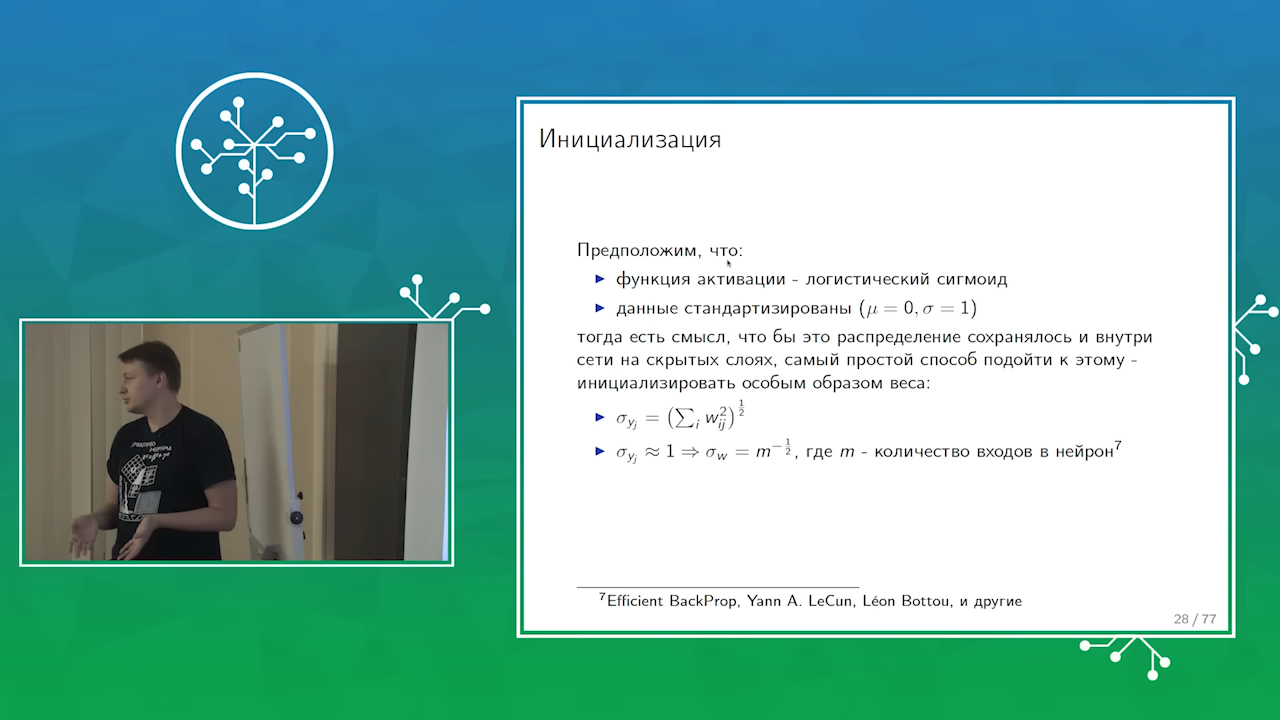 Инициализация
Предположим, что:
▶ функция активации - логистический сигмоид
▶ данные стандартизированы (μ = 0, σ = 1)
тогда есть смысл, что бы это распределение сохранялось и внутри
сети на скрытых слоях, самый простой способ подойти к этому -
инициализировать особым образом веса:
▶ σ_{y_j} = (∑_i w_{ij}^2)^{1/2}
▶ σ_{y_j} ≈ 1 ⇒ σ_w = m^{-1/2}, где m - количество входов в нейрон⁷
⁷Efficient BackProp, Yann A. LeCun, Léon Bottou, и другие
28 / 77